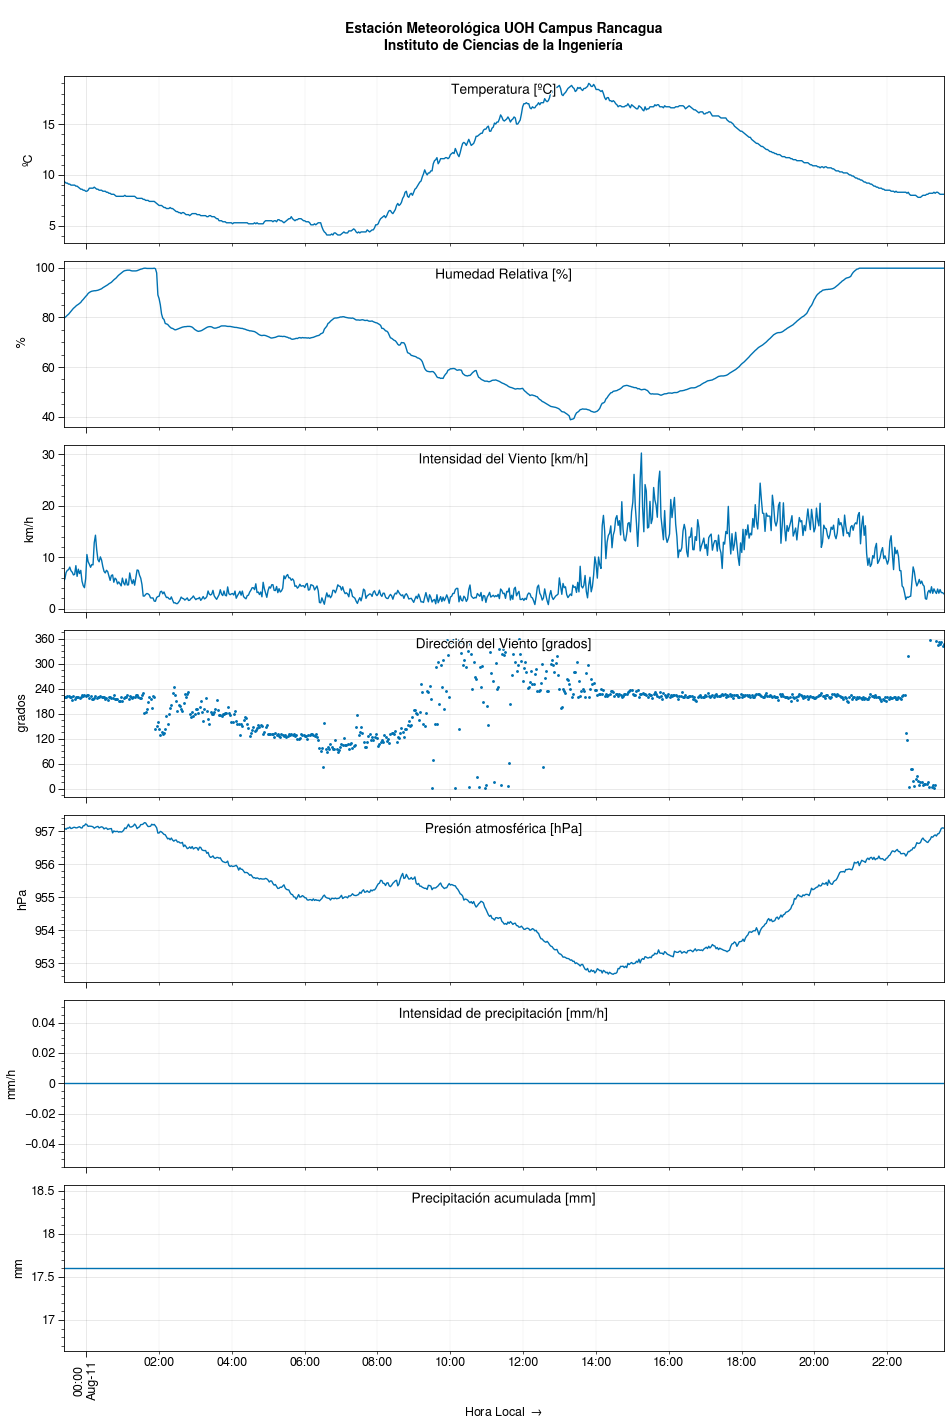 Estación Meteorológica UOH Campus Rancagua
Instituto de Ciencias de la Ingeniería
Temperatura [ºC]
ºC
15
10
5
Humedad Relativa [%]
%
100
80
60
40
Intensidad del Viento [km/h]
km/h
30
20
10
0
Dirección del Viento [grados]
grados
360
300
240
180
120
60
0
Presión atmosférica [hPa]
hPa
957
956
955
954
953
Intensidad de precipitación [mm/h]
mm/h
0.04
0.02
0
−0.02
−0.04
Precipitación acumulada [mm]
mm
18.5
18
17.5
17
00:00
Aug-11
02:00 04:00 06:00 08:00 10:00 12:00 14:00 16:00 18:00 20:00 22:00
Hora Local →